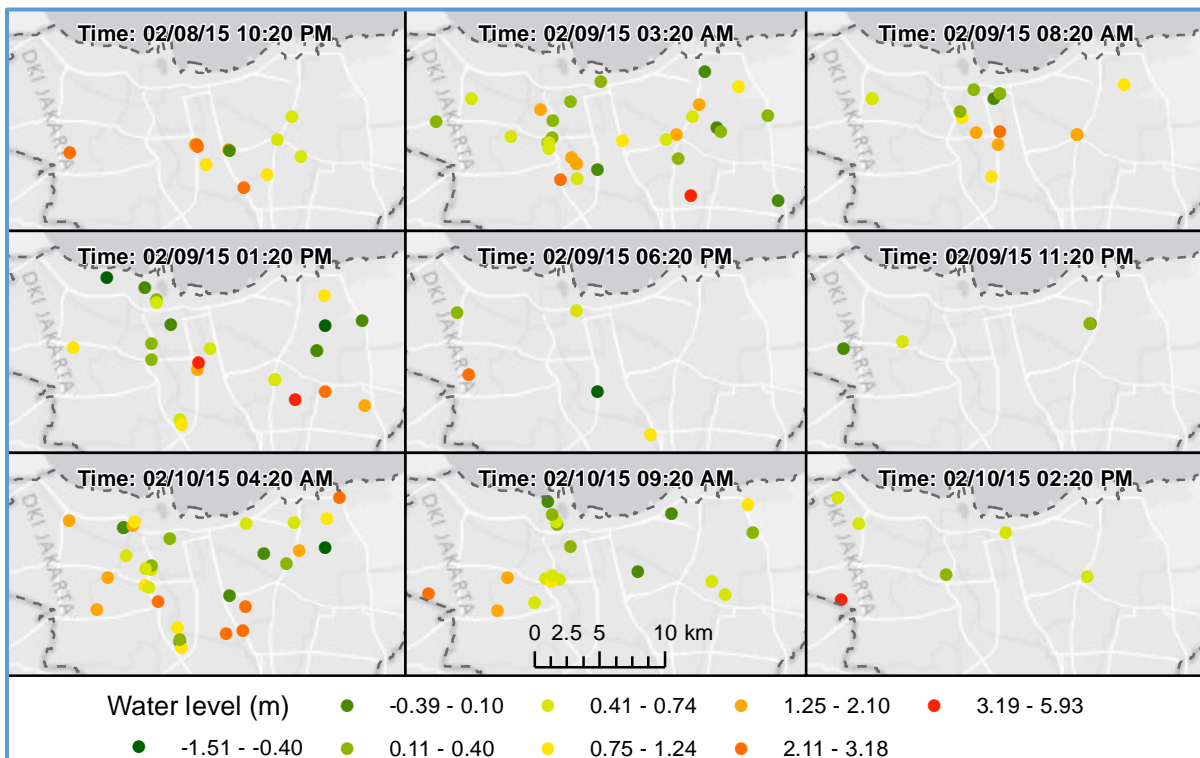 Time: 02/08/15 10:20 PM
Time: 02/09/15 03:20 AM
Time: 02/09/15 08:20 AM
DKI JAKARTA
DKI JAKARTA
DKI JAKARTA
Time: 02/09/15 01:20 PM
Time: 02/09/15 06:20 PM
Time: 02/09/15 11:20 PM
DKI JAKARTA
DKI JAKARTA
DKI JAKARTA
Time: 02/10/15 04:20 AM
Time: 02/10/15 09:20 AM
Time: 02/10/15 02:20 PM
DKI JAKARTA
DKI JAKARTA
DKI JAKARTA
0 2.5 5 10 km
Water level (m) -0.39 - 0.10 0.41 - 0.74 1.25 - 2.10 3.19 - 5.93
-1.51 - -0.40 0.11 - 0.40 0.75 - 1.24 2.11 - 3.18